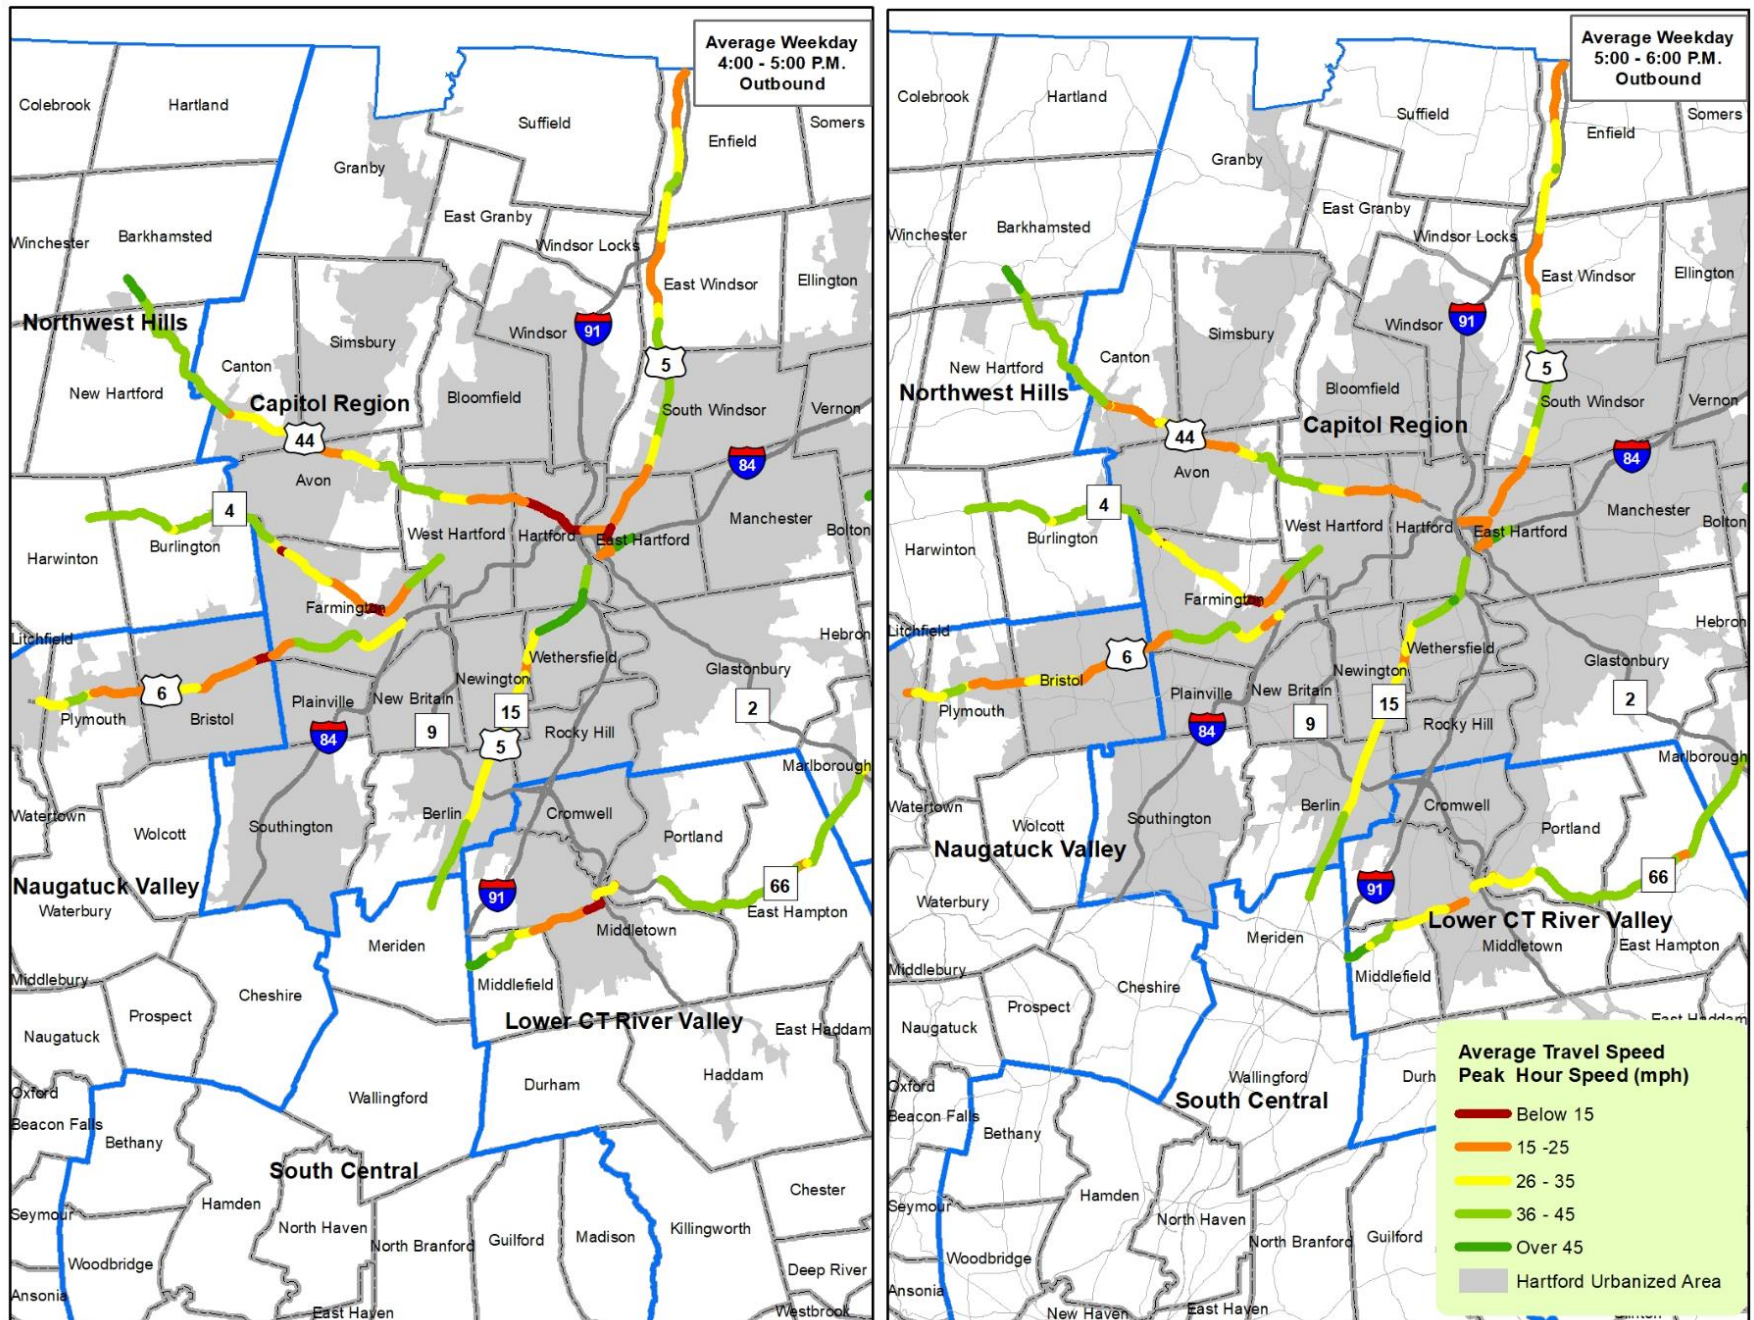 Average Weekday
4:00 - 5:00 P.M.
Outbound
Colebrook
Hartland
Suffield
Somers
Enfield
Granby
East Granby
Winchester
Barkhamsted
Windsor Locks
East Windsor
Ellington
Northwest Hills
Windsor
91
Simsbury
Canton
5
New Hartford
Capitol Region
Bloomfield
South Windsor
Vernon
44
84
Avon
4
Manchester
Bolton
West Hartford
Hartford
East Hartford
Burlington
Harwinton
Farmington
Litchfield
Hebron
Wethersfield
Glastonbury
Newington
6
Plymouth
Bristol
Plainville
New Britain
15
2
9
84
5
Rocky Hill
Marlborough
Watertown
Wolcott
Southington
Berlin
Cromwell
Portland
Naugatuck Valley
Waterbury
91
66
East Hampton
Middletown
Meriden
Middlebury
Middlefield
Cheshire
Prospect
Lower CT River Valley
East Haddam
Naugatuck
Haddam
Durham
Oxford
Wallingford
Beacon Falls
Bethany
South Central
Chester
Hamden
Seymour
North Haven
North Branford
Guilford
Madison
Killingworth
Woodbridge
Deep River
Ansonia
East Haven
Westbrook
Average Weekday
5:00 - 6:00 P.M.
Outbound
Colebrook
Hartland
Suffield
Somers
Enfield
Granby
East Granby
Winchester
Barkhamsted
Windsor Locks
East Windsor
Ellington
Windsor
91
Simsbury
Canton
5
New Hartford
Northwest Hills
Bloomfield
South Windsor
Vernon
Capitol Region
44
84
Avon
4
Manchester
Bolton
West Hartford
Hartford
East Hartford
Burlington
Harwinton
Farmington
Litchfield
Hebron
Wethersfield
6
Glastonbury
Newington
Bristol
Plymouth
Plainville
New Britain
15
2
9
84
Rocky Hill
Marlborough
Watertown
Wolcott
Southington
Berlin
Cromwell
Portland
Naugatuck Valley
Waterbury
91
66
Lower CT River Valley
Middletown
East Hampton
Meriden
Middlebury
Middlefield
Cheshire
Prospect
East Haddam
Naugatuck
Oxford
Wallingford
Durh
South Central
Beacon Falls
Bethany
Hamden
Seymour
North Haven
North Branford
Guilford
Woodbridge
Ansonia
New Haven
East Haven
Average Travel Speed
Peak Hour Speed (mph)
Below 15
15 -25
26 - 35
36 - 45
Over 45
Hartford Urbanized Area